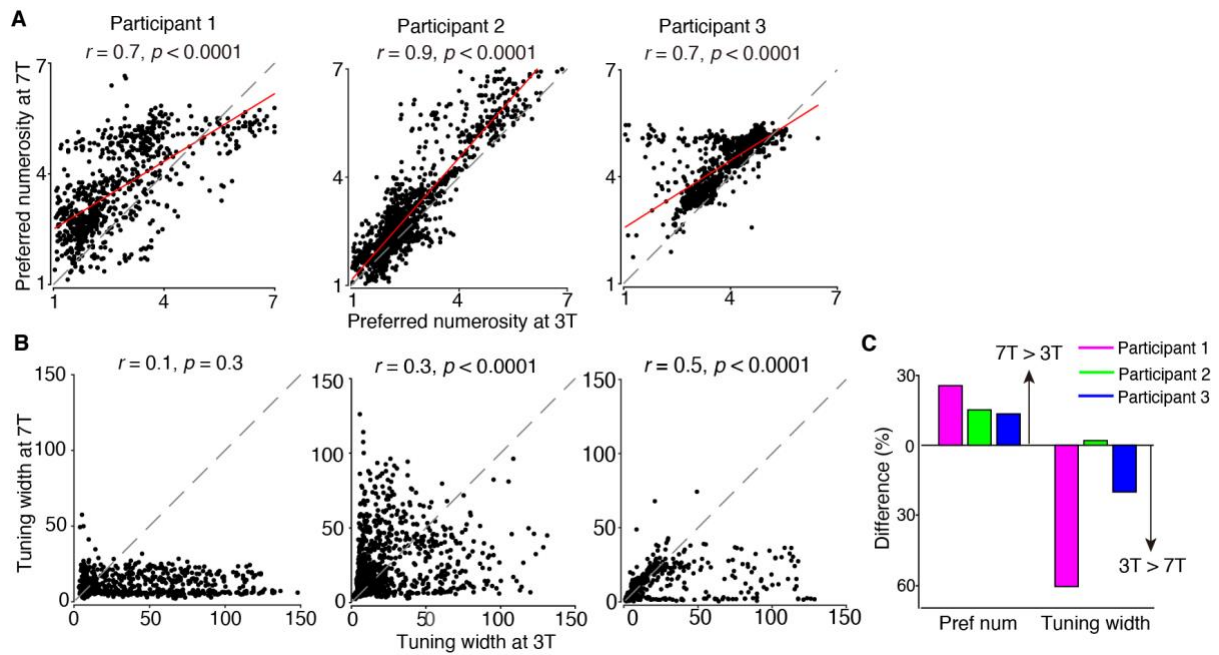 A
Participant 1
r = 0.7, p < 0.0001
Participant 2
r = 0.9, p < 0.0001
Participant 3
r = 0.7, p < 0.0001
Preferred numerosity at 7T
7
4
1
1 4 7
7
4
1
1 4 7
7
4
1
1 4 7
Preferred numerosity at 3T
B
r = 0.1, p = 0.3
r = 0.3, p < 0.0001
r = 0.5, p < 0.0001
Tuning width at 7T
150
100
50
0
0 50 100 150
150
100
50
0
0 50 100 150
150
100
50
0
0 50 100 150
Tuning width at 3T
C
7T > 3T
Participant 1
Participant 2
Participant 3
Difference (%)
30
0
30
60
3T > 7T
Pref num Tuning width